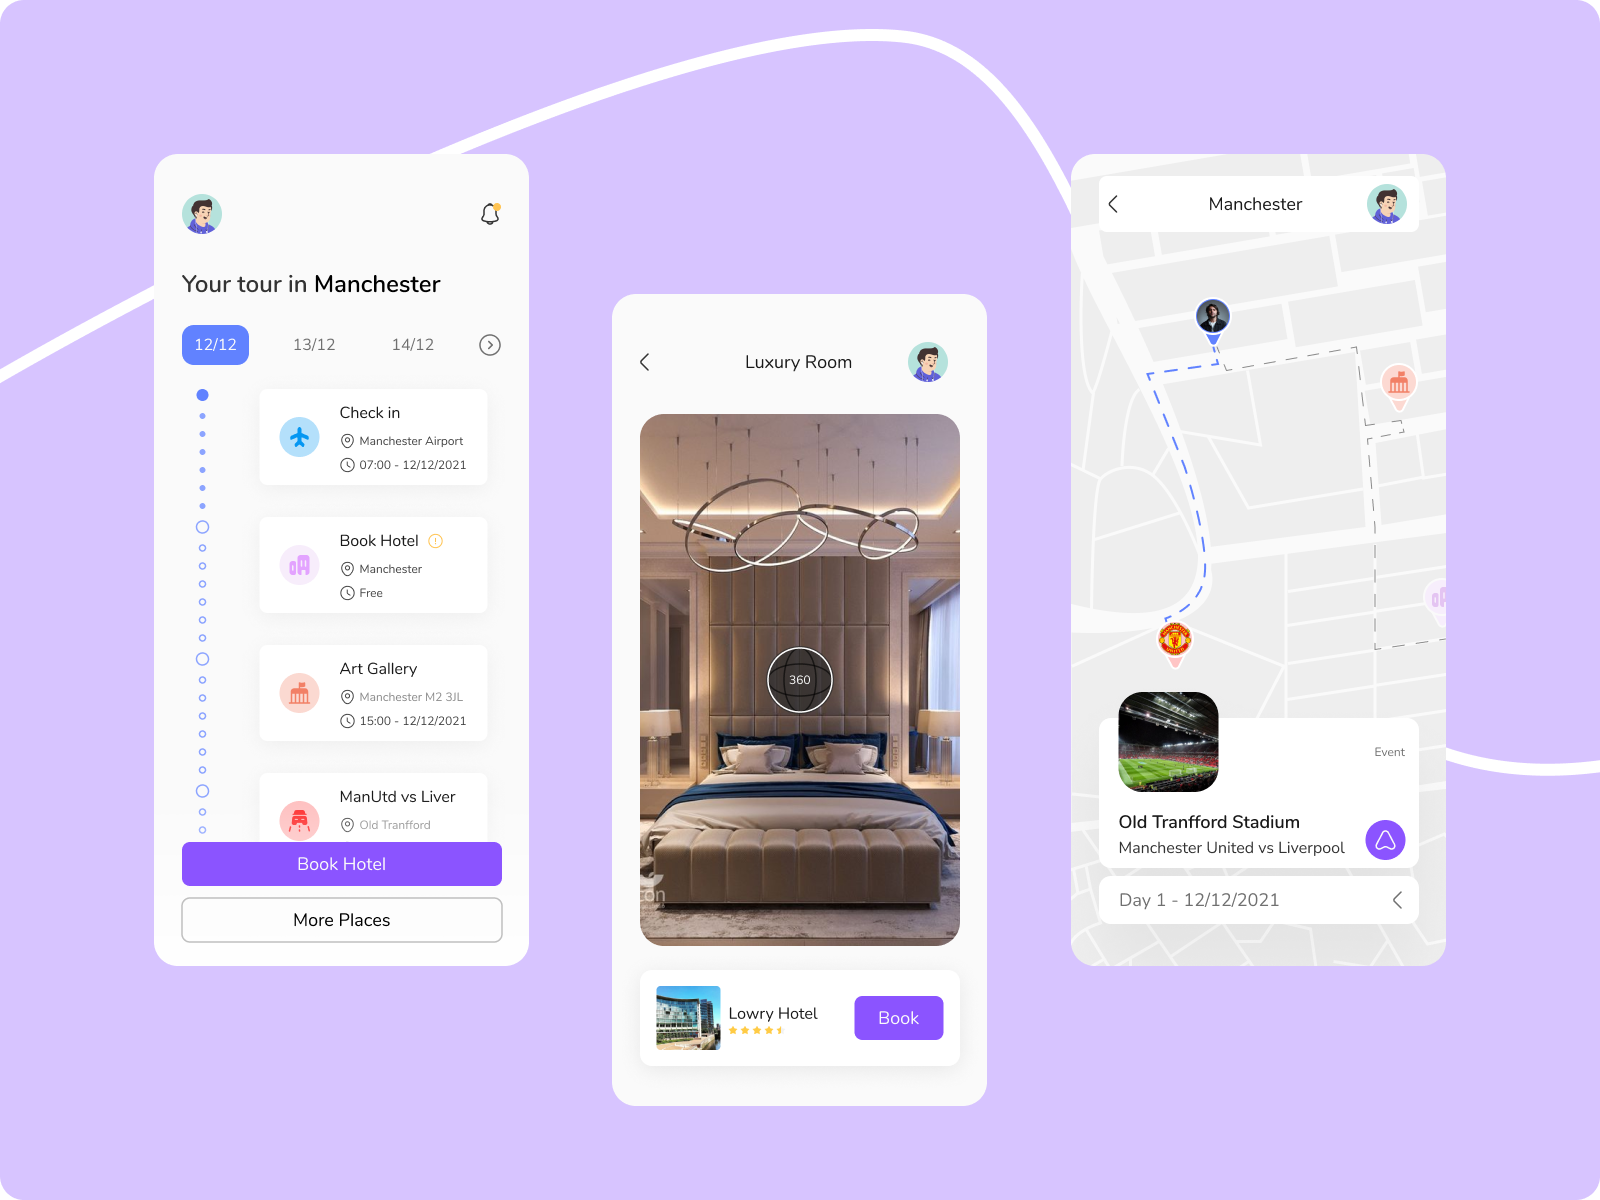 Your tour in Manchester
12/12
13/12
14/12
Check in
Manchester Airport
07:00 - 12/12/2021
Book Hotel
Manchester
Free
Art Gallery
Manchester M2 3JL
15:00 - 12/12/2021
ManUtd vs Liver
Old Tranfford
Book Hotel
More Places
Luxury Room
360
Lowry Hotel
Book
Manchester
Event
Old Tranfford Stadium
Manchester United vs Liverpool
Day 1 - 12/12/2021